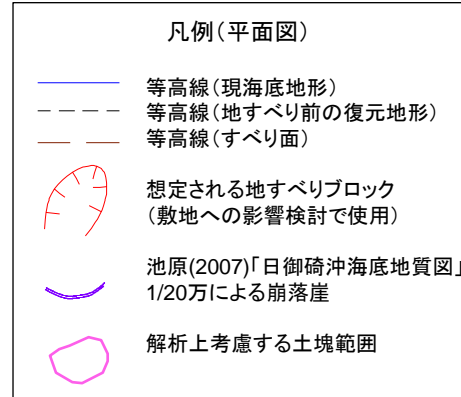 凡例(平面図)
等高線(現海底地形)
等高線(地すべり前の復元地形)
等高線(すべり面)
想定される地すべりブロック
(敷地への影響検討で使用)
池原(2007)「日御碕沖海底地質図」
1/20万による崩落崖
解析上考慮する土塊範囲